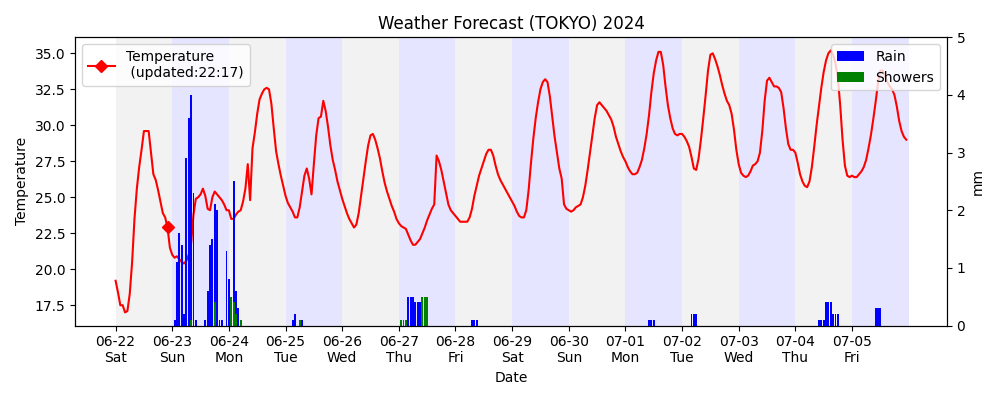 Weather Forecast (TOKYO) 2024
Temperature
(updated:22:17)
Rain
Showers
35.0
32.5
30.0
27.5
25.0
22.5
20.0
17.5
Temperature
5
4
3
2
1
0
mm
06-22 06-23 06-24 06-25 06-26 06-27 06-28 06-29 06-30 07-01 07-02 07-03 07-04 07-05
Sat Sun Mon Tue Wed Thu Fri Sat Sun Mon Tue Wed Thu Fri
Date